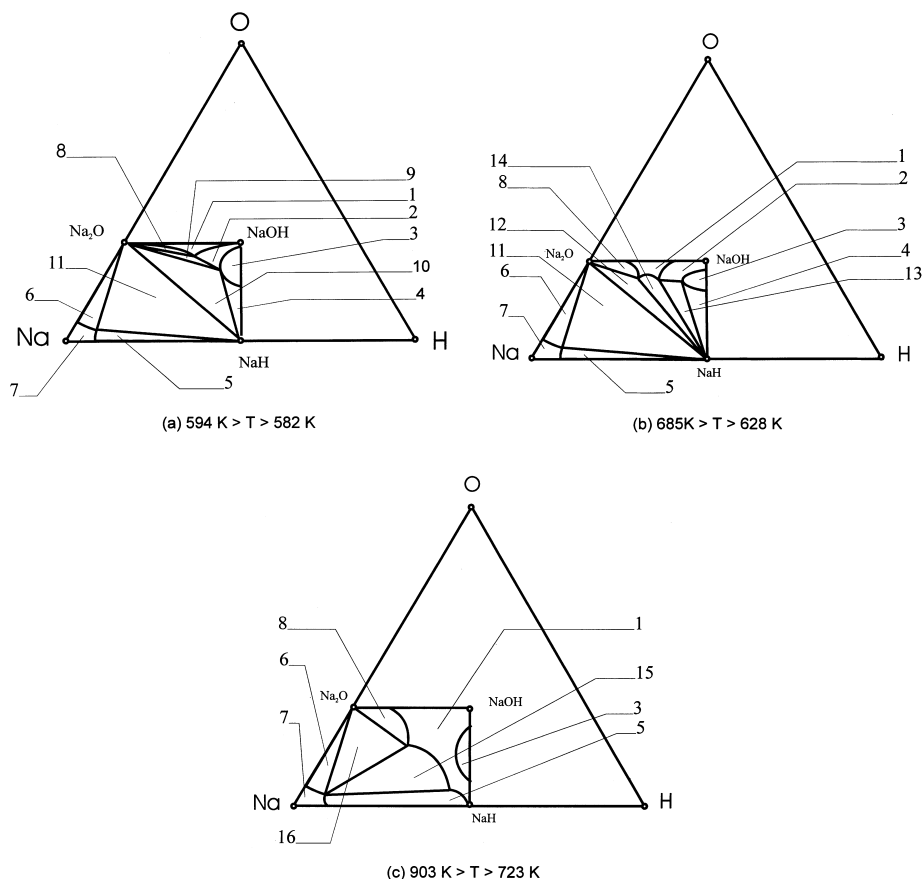 O
8
9
1
2
Na₂O
NaOH
3
11
10
6
4
Na
H
NaH
7
5
(a) 594 K > T > 582 K
O
14
1
8
2
12
Na₂O
NaOH
3
11
4
6
13
7
Na
H
NaH
5
(b) 685K > T > 628 K
O
8
1
6
15
Na₂O
NaOH
3
7
5
Na
H
NaH
16
(c) 903 K > T > 723 K